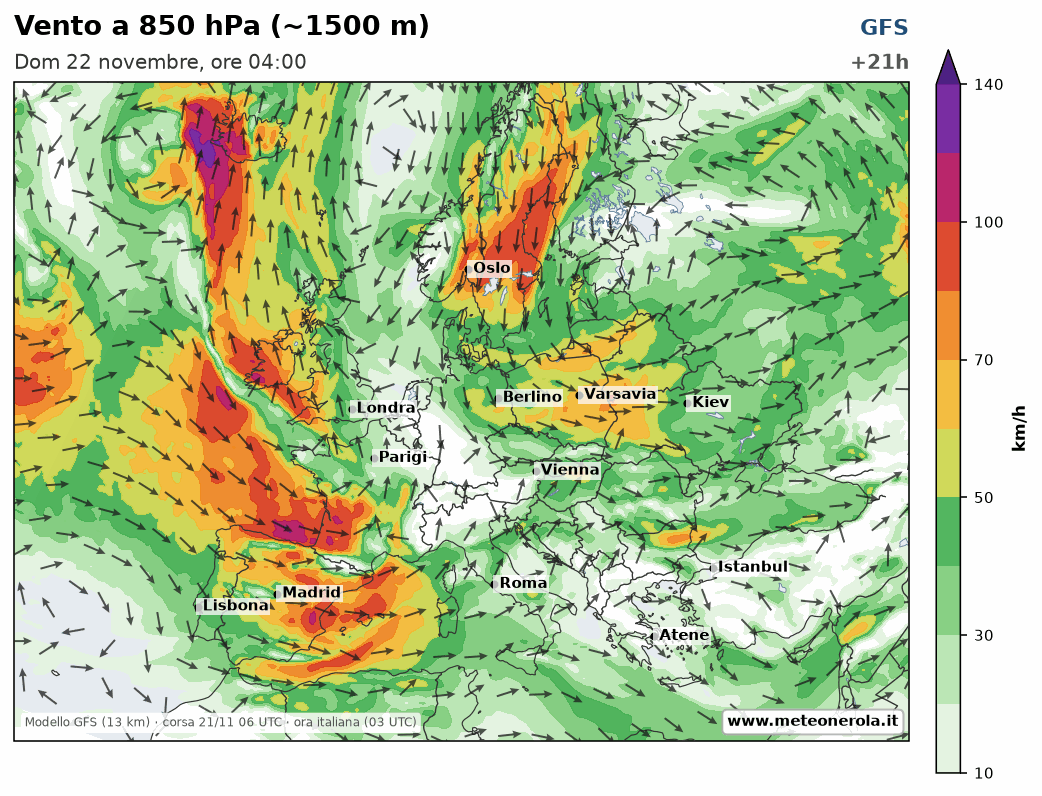 Vento a 850 hPa (~1500 m)
GFS
Dom 22 novembre, ore 04:00
+21h
140
100
70
50
30
10
km/h
Oslo
Londra
Berlino
Varsavia
Kiev
Parigi
Vienna
Istanbul
Roma
Madrid
Lisbona
Atene
Modello GFS (13 km) · corsa 21/11 06 UTC · ora italiana (03 UTC)
www.meteonerola.it